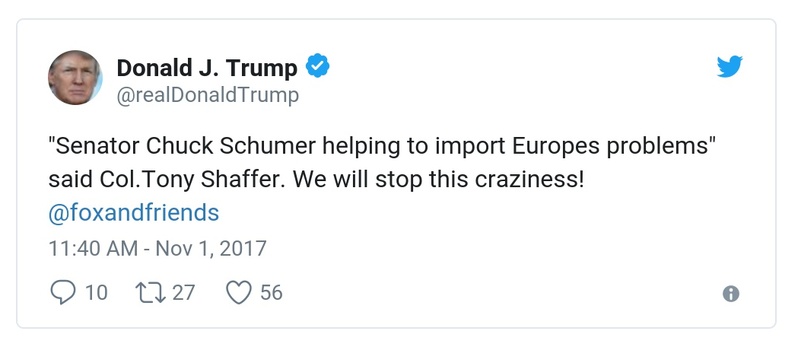 Donald J. Trump
@realDonaldTrump
"Senator Chuck Schumer helping to import Europes problems"
said Col.Tony Shaffer. We will stop this craziness!
@foxandfriends
11:40 AM - Nov 1, 2017
10 27 56